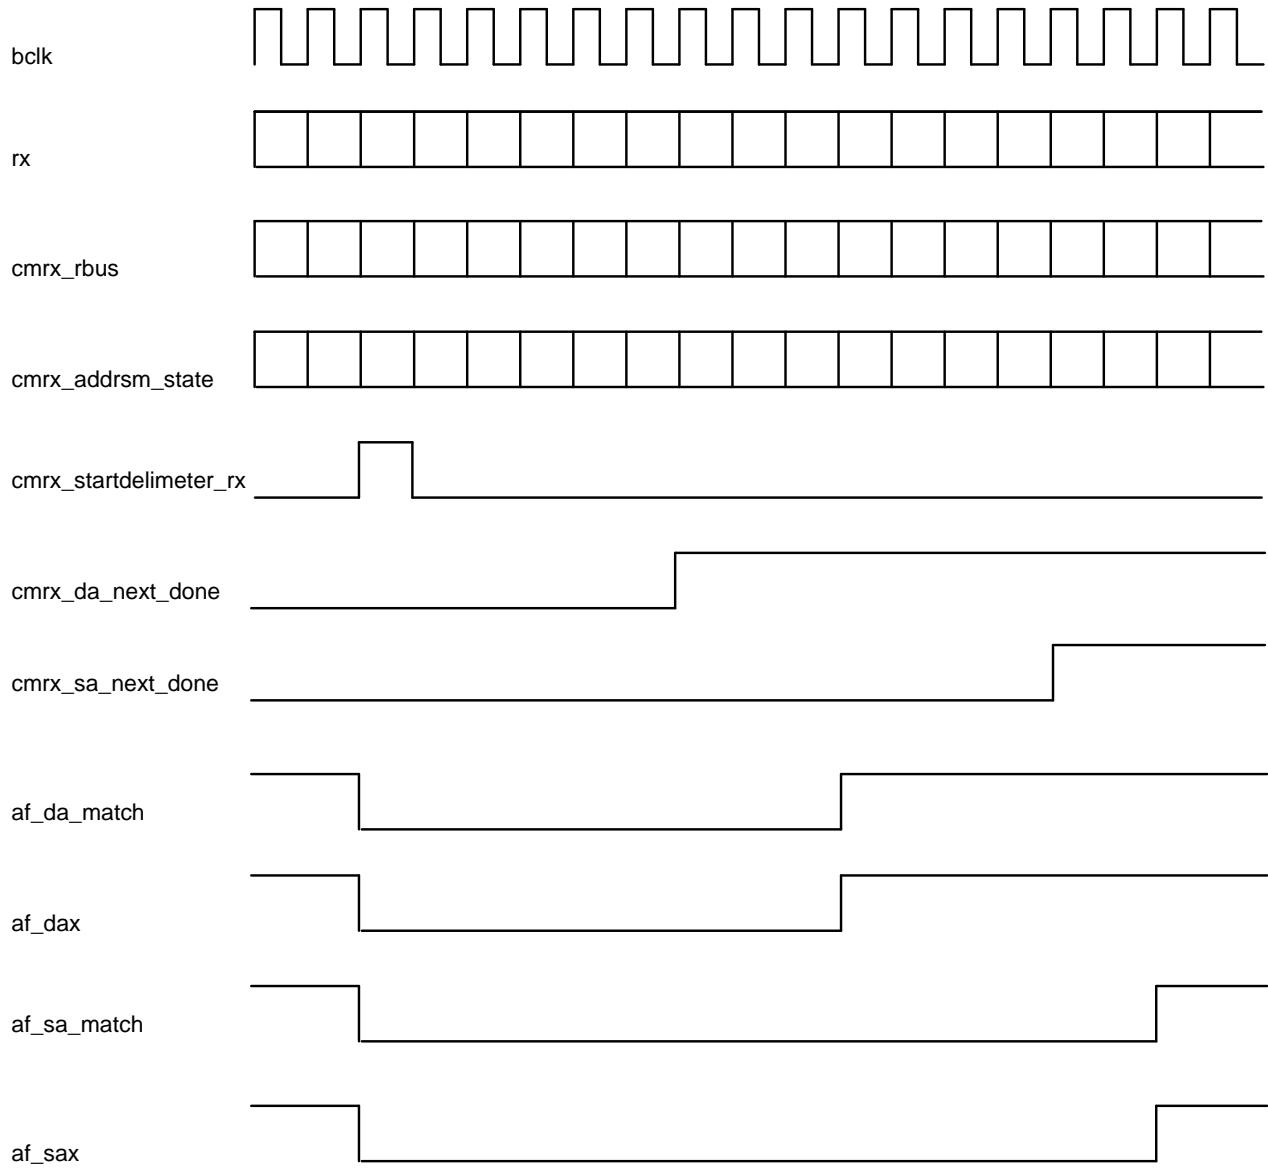 bclk
rx
cmrx_rbus
cmrx_addrsm_state
cmrx_startdelimeter_rx
cmrx_da_next_done
cmrx_sa_next_done
af_da_match
af_dax
af_sa_match
af_sax